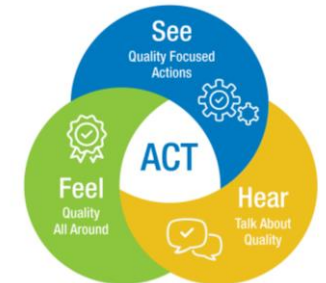 See
Quality Focused
Actions
ACT
Feel
Quality
All Around
Hear
Talk About
Quality